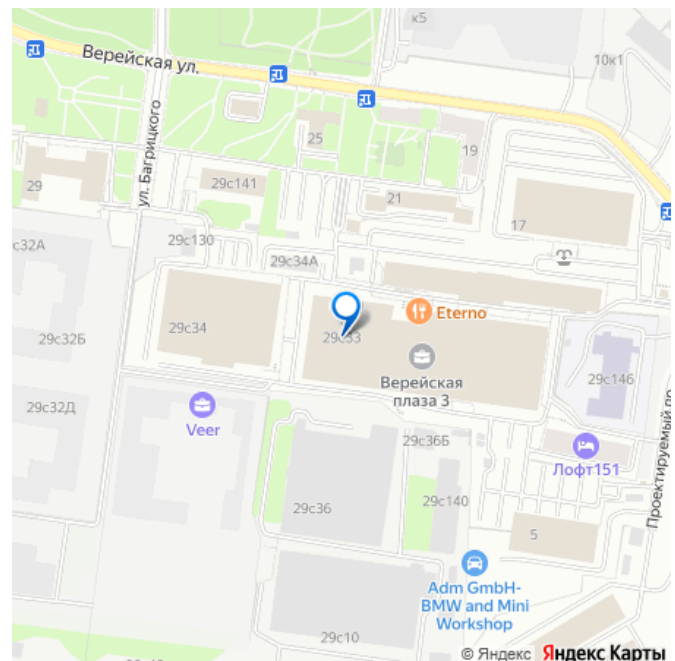 к5
Верейская ул.
10к1
ул. Багрицкого
25
19
29
29с141
21
17
с32А
29с130
29с34А
29с34
Eterno
29с33
29с32Б
Верейская
плаза 3
29с146
29с32Д
Veer
29с36Б
Лофт151
Проектируемый пр.
29с140
29с36
5
Adm GmbH-
BMW and Mini
Workshop
29с10
© Яндекс Яндекс Карты